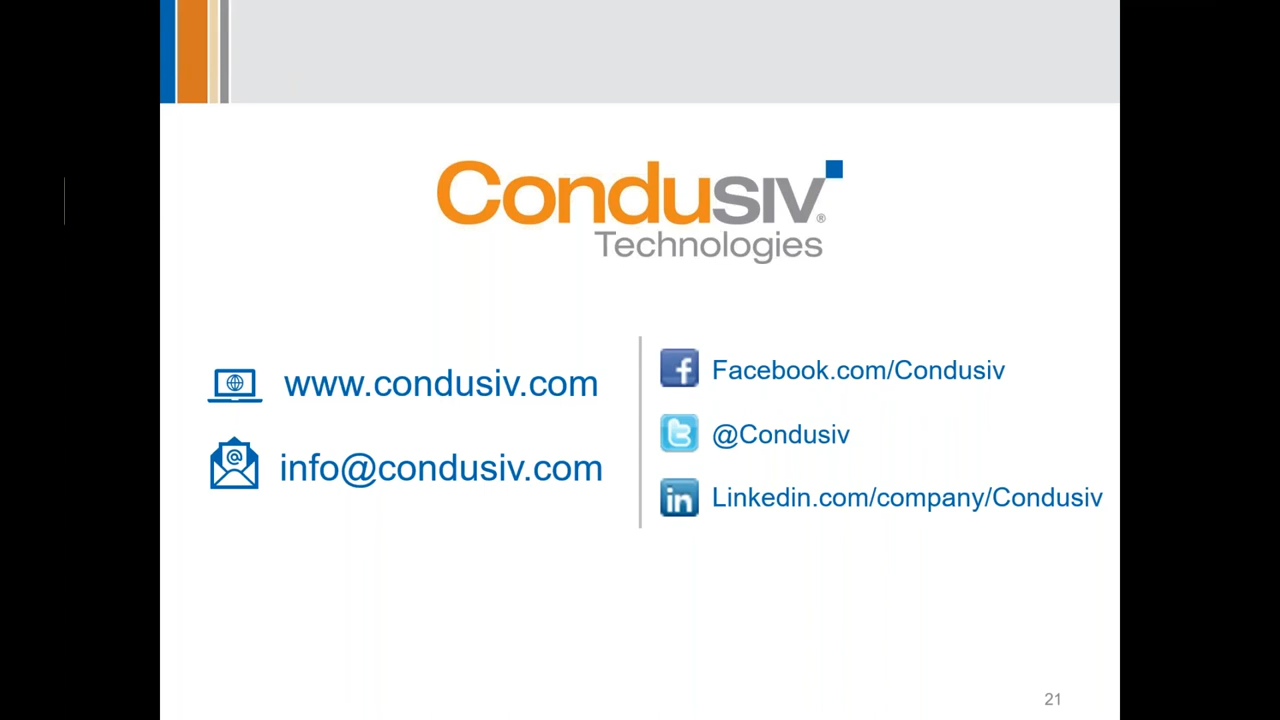 Condusiv®
Technologies
www.condusiv.com
info@condusiv.com
Facebook.com/Condusiv
@Condusiv
Linkedin.com/company/Condusiv
21